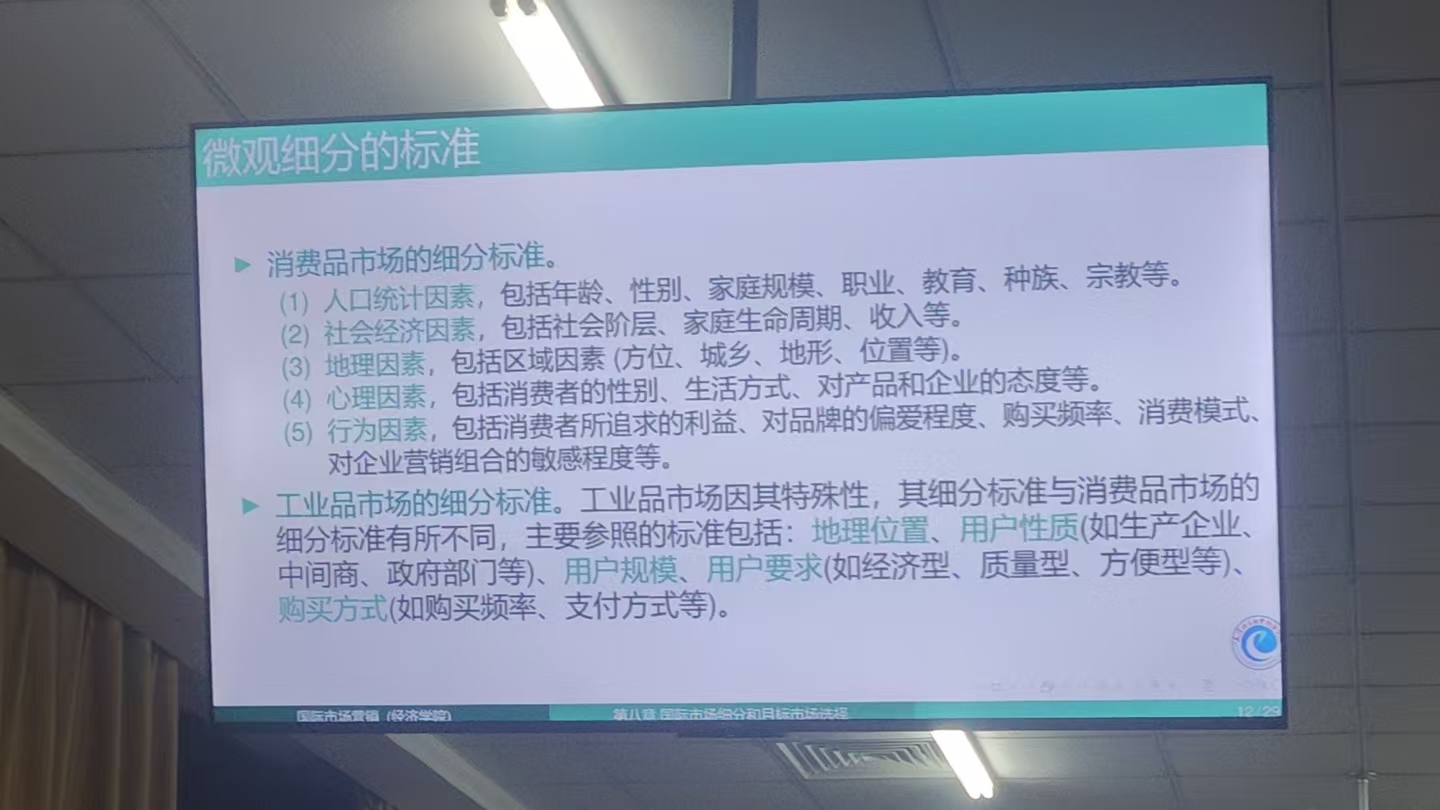 微观细分的标准
消费品市场的细分标准。
(1) 人口统计因素，包括年龄、性别、家庭规模、职业、教育、种族、宗教等。
(2) 社会经济因素，包括社会阶层、家庭生命周期、收入等。
(3) 地理因素，包括区域因素 (方位、城乡、地形、位置等)。
(4) 心理因素，包括消费者的性别、生活方式、对产品和企业的态度等。
(5) 行为因素，包括消费者所追求的利益、对品牌的偏爱程度、购买频率、消费模式、
对企业营销组合的敏感程度等。
工业品市场的细分标准。工业品市场因其特殊性，其细分标准与消费品市场的
细分标准有所不同，主要参照的标准包括：地理位置、用户性质(如生产企业、
中间商、政府部门等)、用户规模、用户要求(如经济型、质量型、方便型等)、
购买方式(如购买频率、支付方式等)。
国际市场营销 (经济学院)
第八章 国际市场细分和目标市场选择
12/29